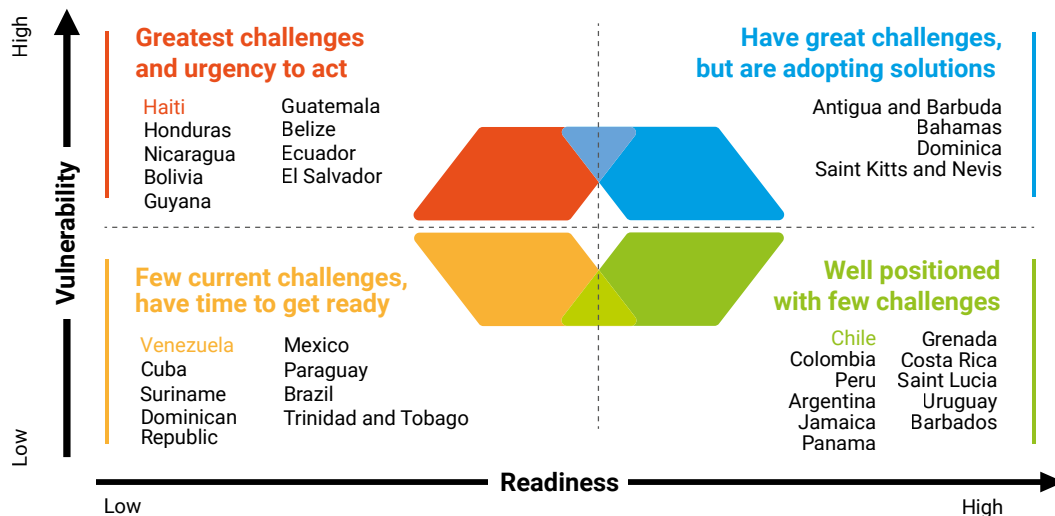 High
Vulnerability
Low
Greatest challenges
and urgency to act
Haiti
Honduras
Nicaragua
Bolivia
Guyana
Guatemala
Belize
Ecuador
El Salvador
Have great challenges,
but are adopting solutions
Antigua and Barbuda
Bahamas
Dominica
Saint Kitts and Nevis
Few current challenges,
have time to get ready
Venezuela
Cuba
Suriname
Dominican
Republic
Mexico
Paraguay
Brazil
Trinidad and Tobago
Well positioned
with few challenges
Chile
Colombia
Peru
Argentina
Jamaica
Panama
Grenada
Costa Rica
Saint Lucia
Uruguay
Barbados
Readiness
Low
High